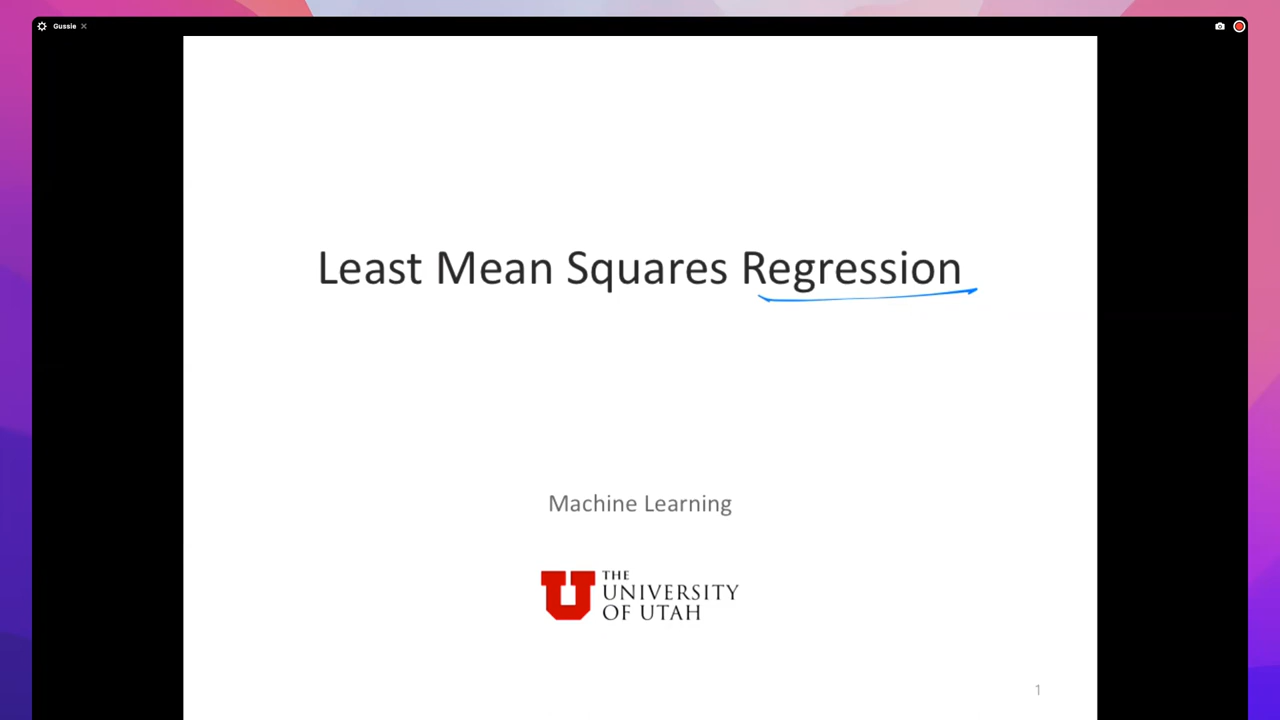 Gussie
Least Mean Squares Regression
Machine Learning
THE
UNIVERSITY
OF UTAH
1